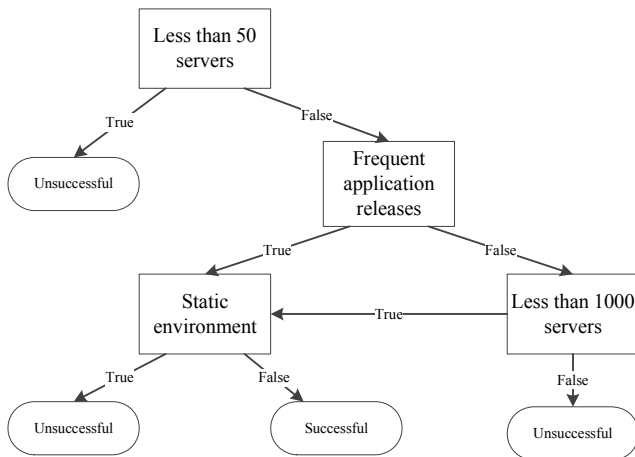 Less than 50
servers
True
False
Unsuccessful
Frequent
application
releases
True
False
Static
environment
True
Less than 1000
servers
True
False
False
Unsuccessful
Successful
Unsuccessful